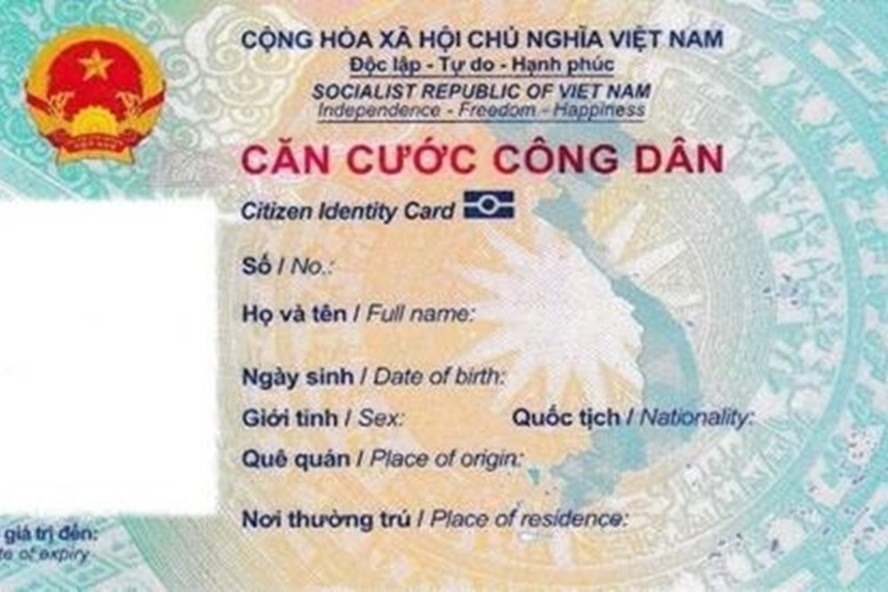 CỘNG HÒA XÃ HỘI CHỦ NGHĨA VIỆT NAM
Độc lập - Tự do - Hạnh phúc
SOCIALIST REPUBLIC OF VIET NAM
Independence - Freedom - Happiness
CĂN CƯỚC CÔNG DÂN
Citizen Identity Card
Số / No.:
Họ và tên / Full name:
Ngày sinh / Date of birth:
Giới tính / Sex: Quốc tịch / Nationality:
Quê quán / Place of origin:
Nơi thường trú / Place of residence:
giá trị đến:
of expiry